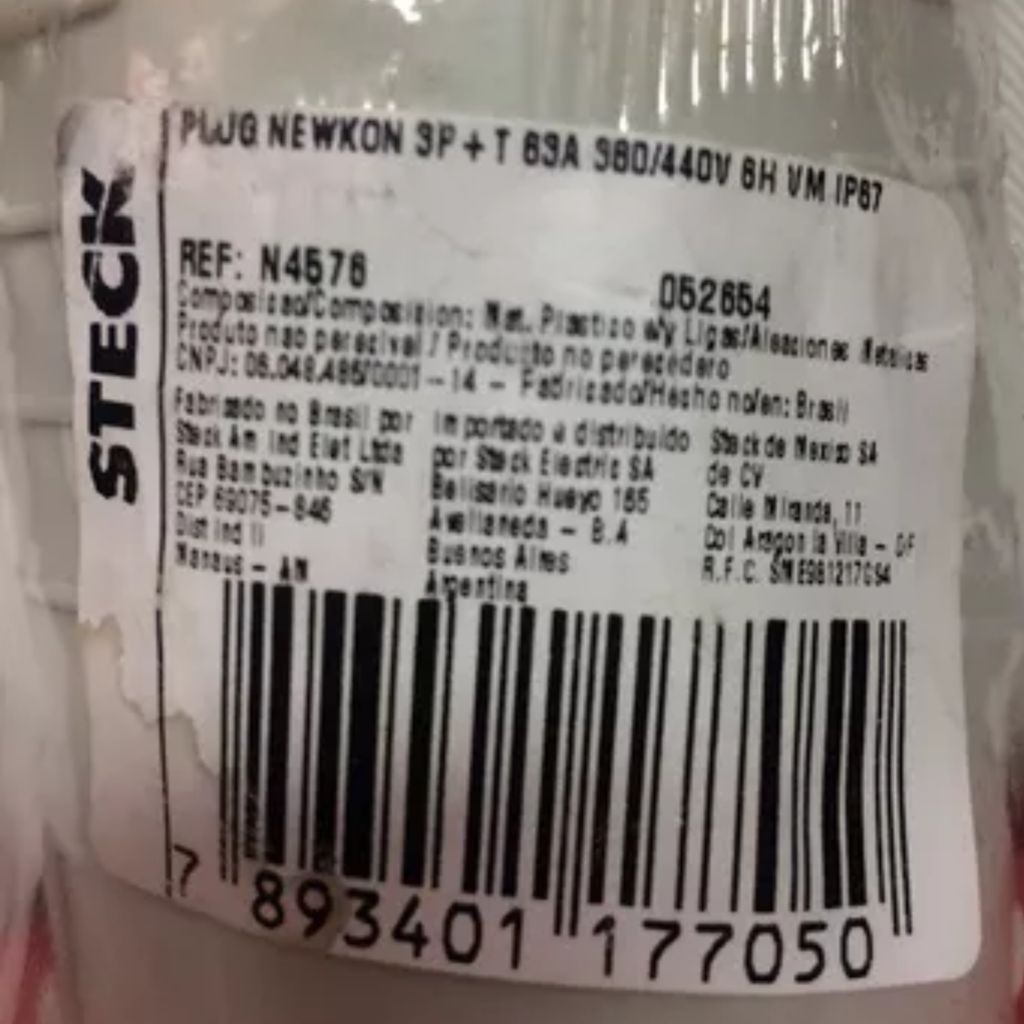 STECK
PLUG NEWKON 3P+T 63A 380/440V 6H VM IP67
REF: N4576 052654
Composicao/Composicion: Mat. Plastico e/y Ligas/Aleaciones Metalicas
Produto nao perecivel / Producto no perecedero
CNPJ: 06.048.486/0001-14 - Fabricado/Hecho no/en: Brasil
Fabricado no Brasil por
Steck Am Ind Elet Ltda
Rua Bambuzinho S/N
CEP 69075-846
Dist Ind II
Manaus - AM
Importado e distribuido
por Steck Electric SA
Belisario Hueyo 165
Avellaneda - B.A
Buenos Aires
Argentina
Steck de Mexico SA
de CV
Calle Miranda, 11
Col Aragon la Villa - DF
R.F.C. SME981217GS4
7 893401 177050